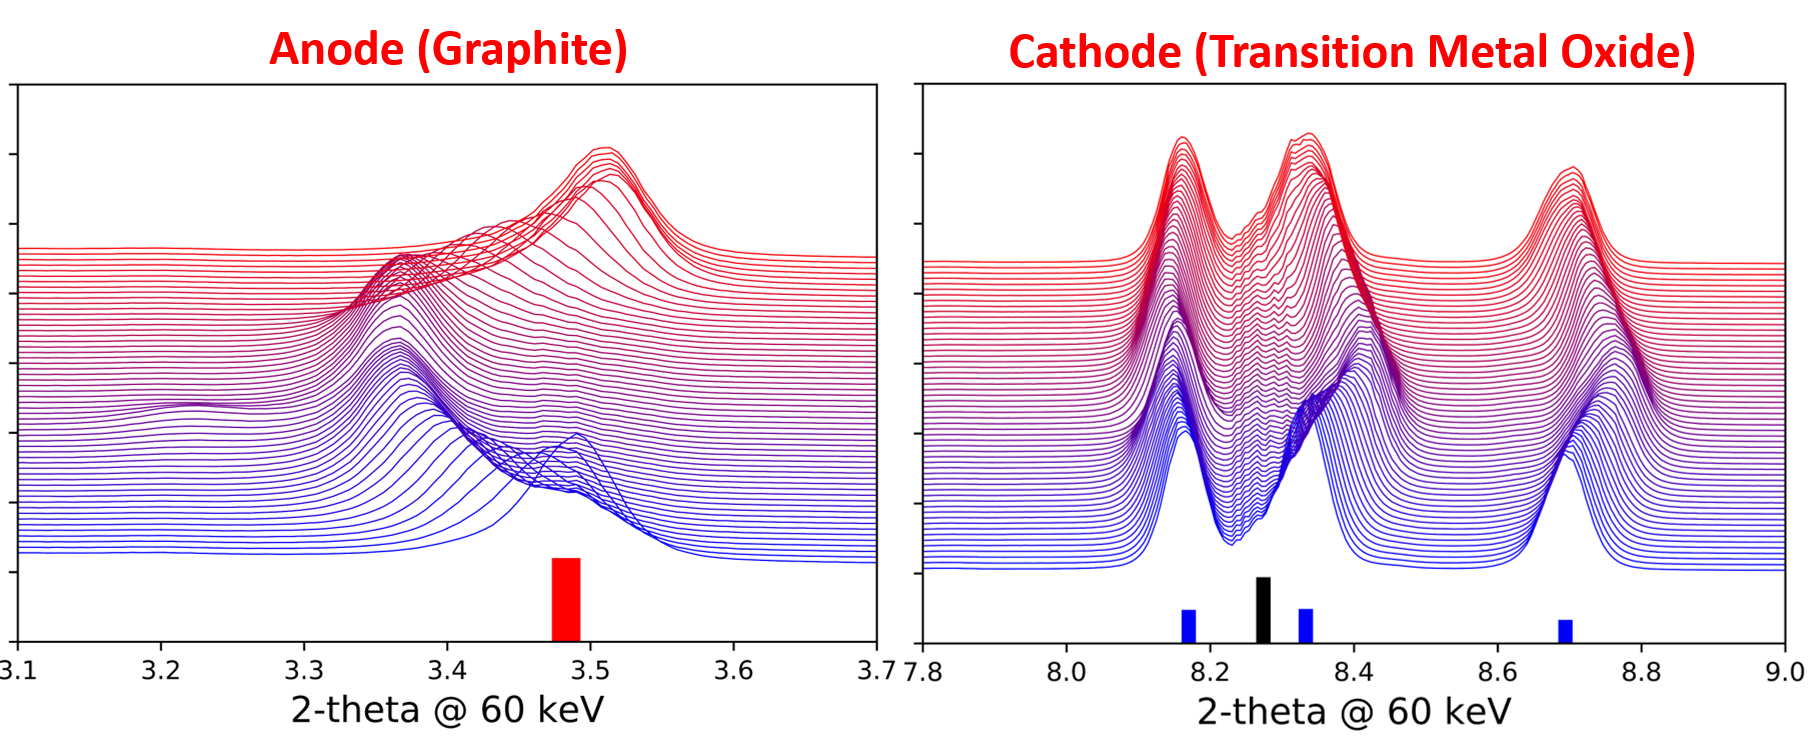 Anode (Graphite)
Cathode (Transition Metal Oxide)
3.1 3.2 3.3 3.4 3.5 3.6 3.7
7.8 8.0 8.2 8.4 8.6 8.8 9.0
2-theta @ 60 keV
2-theta @ 60 keV